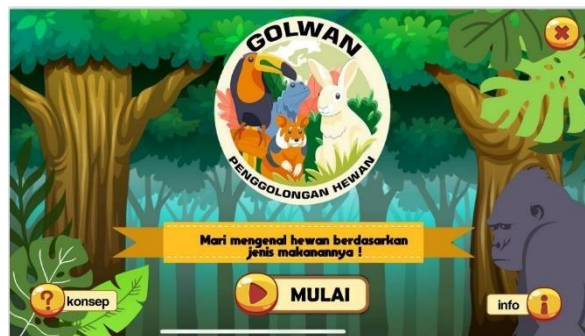 GOLWAN
PENGGOLONGAN HEWAN
Mari mengenal hewan berdasarkan
jenis makanannya !
MULAI
? konsep
info i